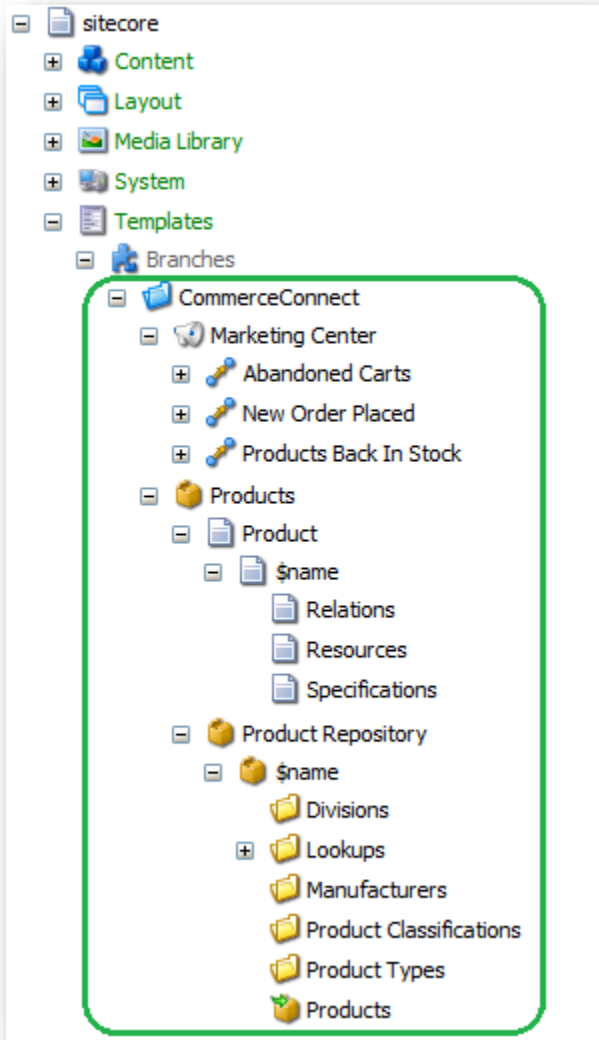 sitecore
Content
Layout
Media Library
System
Templates
Branches
CommerceConnect
Marketing Center
Abandoned Carts
New Order Placed
Products Back In Stock
Products
Product
$name
Relations
Resources
Specifications
Product Repository
$name
Divisions
Lookups
Manufacturers
Product Classifications
Product Types
Products